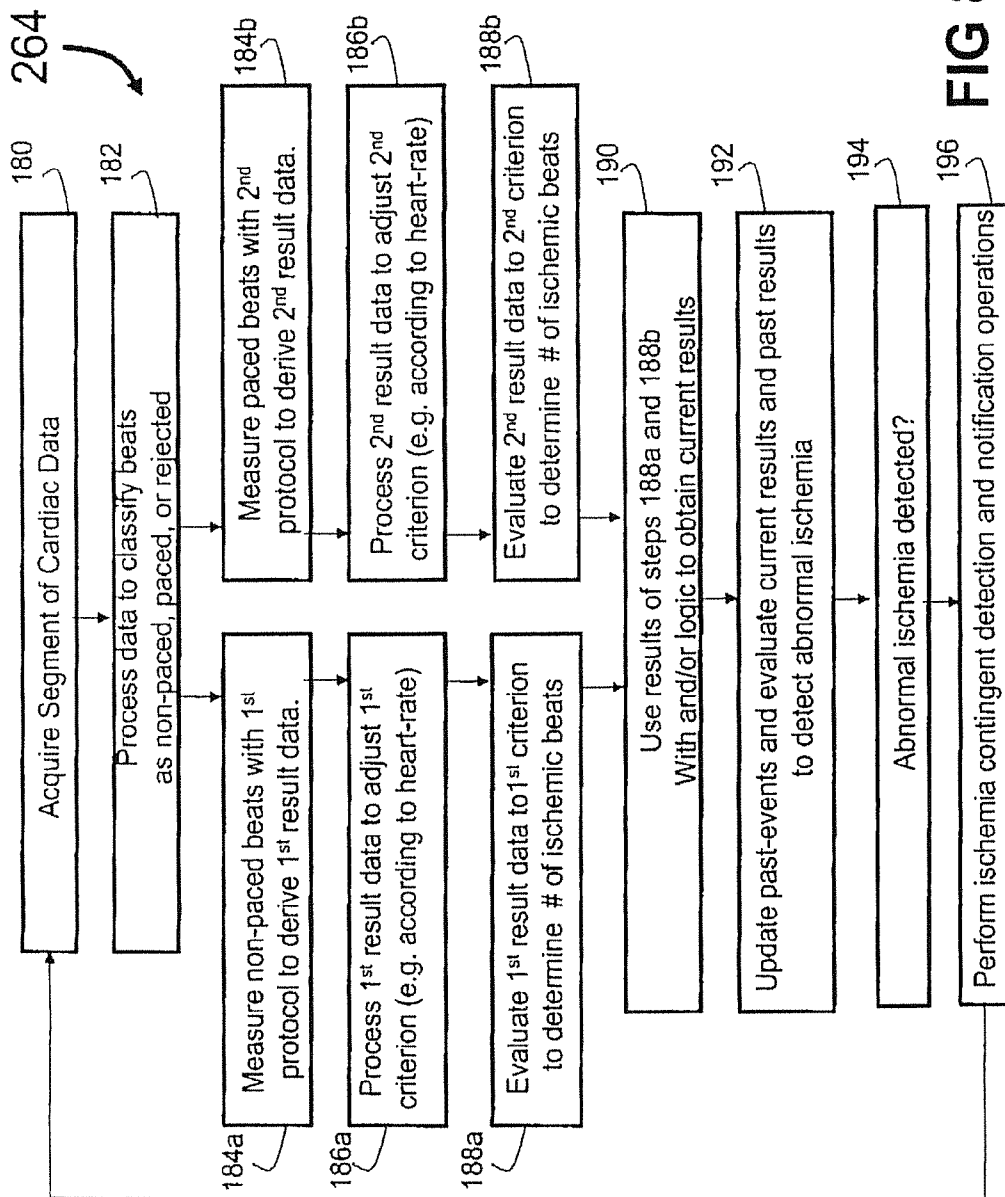 264
180
Acquire Segment of Cardiac Data
182
Process data to classify beats
as non-paced, paced, or rejected
184a
Measure non-paced beats with 1st
protocol to derive 1st result data.
184b
Measure paced beats with 2nd
protocol to derive 2nd result data.
186a
Process 1st result data to adjust 1st
criterion (e.g. according to heart-rate)
186b
Process 2nd result data to adjust 2nd
criterion (e.g. according to heart-rate)
188a
Evaluate 1st result data to 1st criterion
to determine # of ischemic beats
188b
Evaluate 2nd result data to 2nd criterion
to determine # of ischemic beats
190
Use results of steps 188a and 188b
With and/or logic to obtain current results
192
Update past-events and evaluate current results and past results
to detect abnormal ischemia
194
Abnormal ischemia detected?
196
Perform ischemia contingent detection and notification operations
FIG